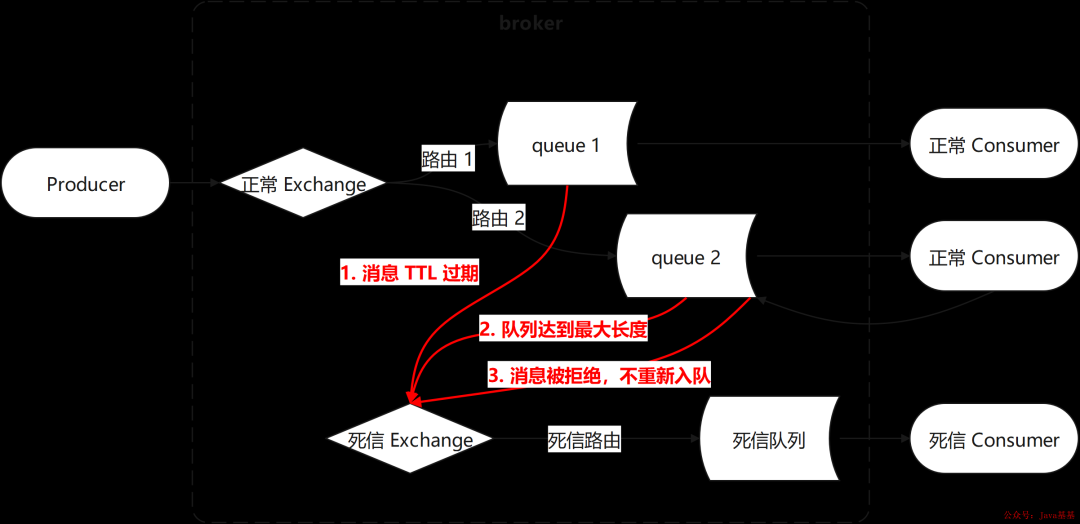 broker
queue 1
正常 Consumer
路由 1
Producer
正常 Exchange
路由 2
queue 2
正常 Consumer
1. 消息 TTL 过期
2. 队列达到最大长度
3. 消息被拒绝，不重新入队
死信 Exchange
死信路由
死信队列
死信 Consumer
公众号：Java基基